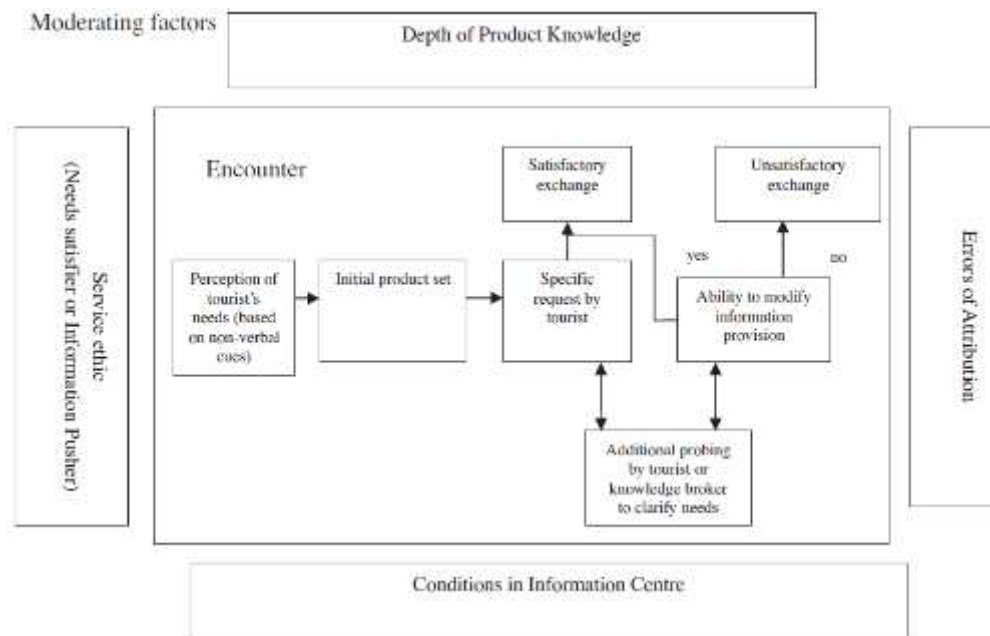 Moderating factors
Depth of Product Knowledge
Service ethic
(Needs satisfier or Information Pusher)
Encounter
Satisfactory
exchange
Unsatisfactory
exchange
yes
no
Perception of
tourist's
needs (based
on non-verbal
cues)
Initial product set
Specific
request by
tourist
Ability to modify
information
provision
Additional probing
by tourist or
knowledge broker
to clarify needs
Errors of Attribution
Conditions in Information Centre